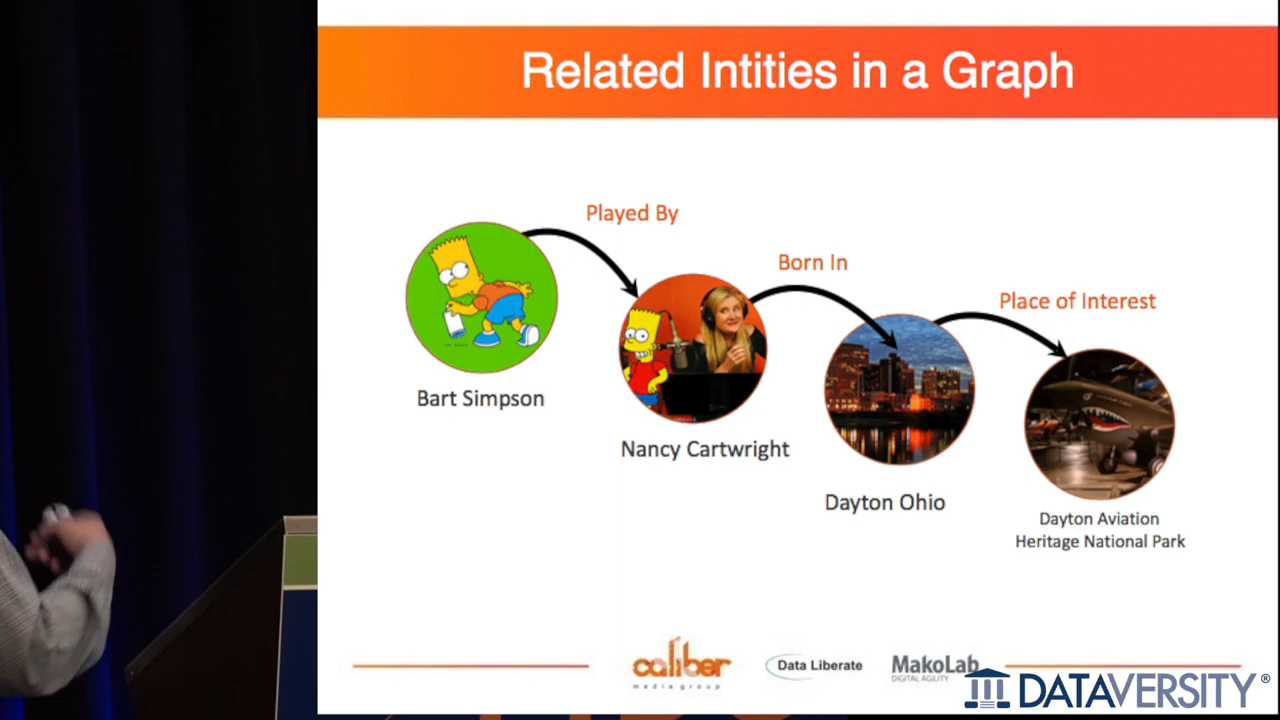 Related Intities in a Graph
Played By
Born In
Place of Interest
Bart Simpson
Nancy Cartwright
Dayton Ohio
Dayton Aviation
Heritage National Park
caliber
media group
Data Liberate
MakoLab
DIGITAL AGILITY
DATAVERSITY®